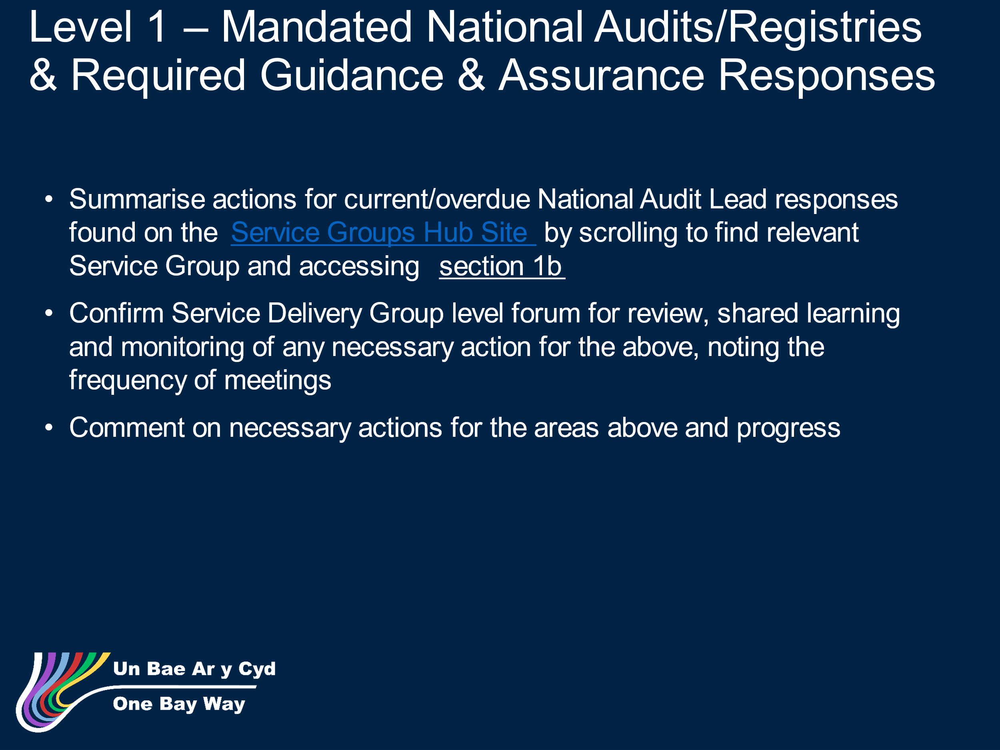 Level 1 – Mandated National Audits/Registries
& Required Guidance & Assurance Responses
• Summarise actions for current/overdue National Audit Lead responses
found on the Service Groups Hub Site by scrolling to find relevant
Service Group and accessing section 1b
• Confirm Service Delivery Group level forum for review, shared learning
and monitoring of any necessary action for the above, noting the
frequency of meetings
• Comment on necessary actions for the areas above and progress
Un Bae Ar y Cyd
One Bay Way